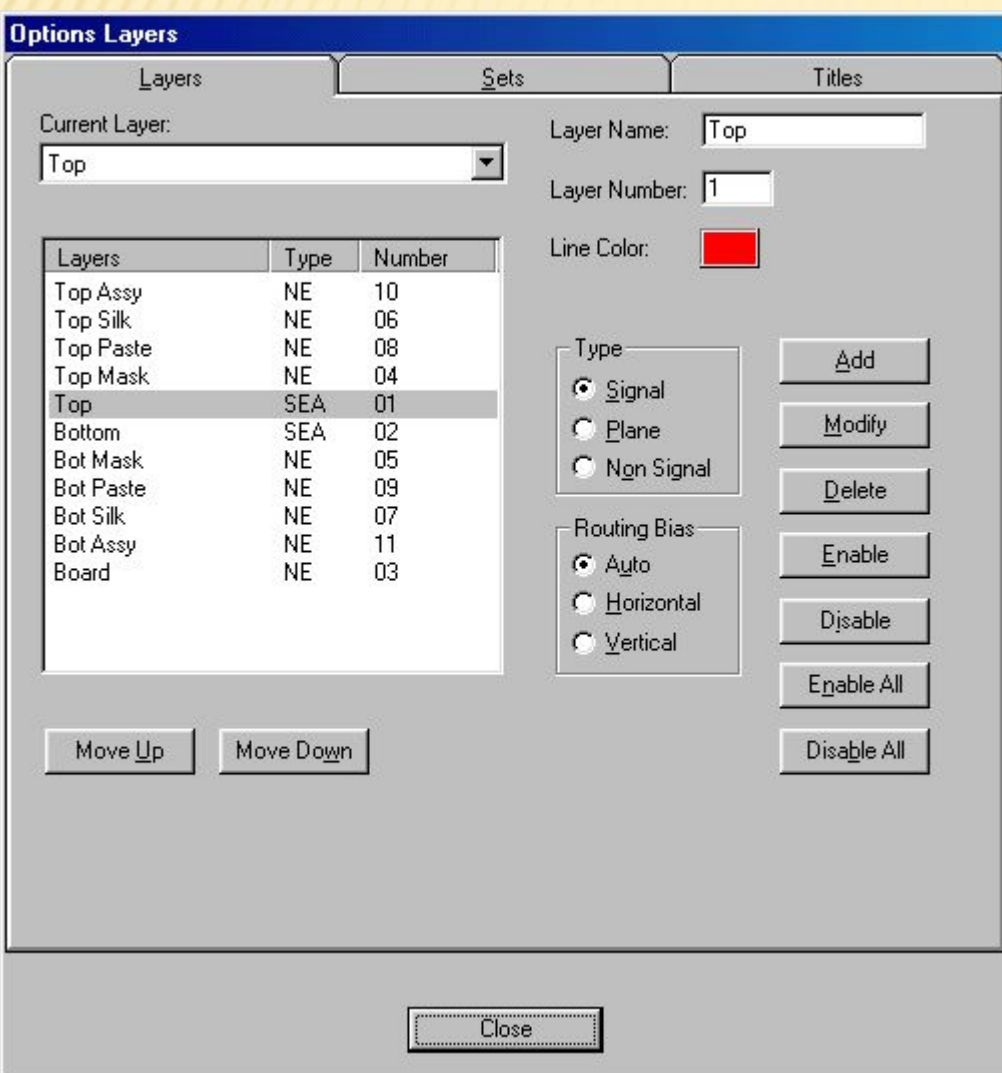 Options Layers
Layers Sets Titles
Current Layer:
Top
Layer Name: Top
Layer Number: 1
Line Color:
Layers Type Number
Top Assy NE 10
Top Silk NE 06
Top Paste NE 08
Top Mask NE 04
Top SEA 01
Bottom SEA 02
Bot Mask NE 05
Bot Paste NE 09
Bot Silk NE 07
Bot Assy NE 11
Board NE 03
Move Up Move Down
Type
Signal
Plane
Non Signal
Routing Bias
Auto
Horizontal
Vertical
Add
Modify
Delete
Enable
Disable
Enable All
Disable All
Close